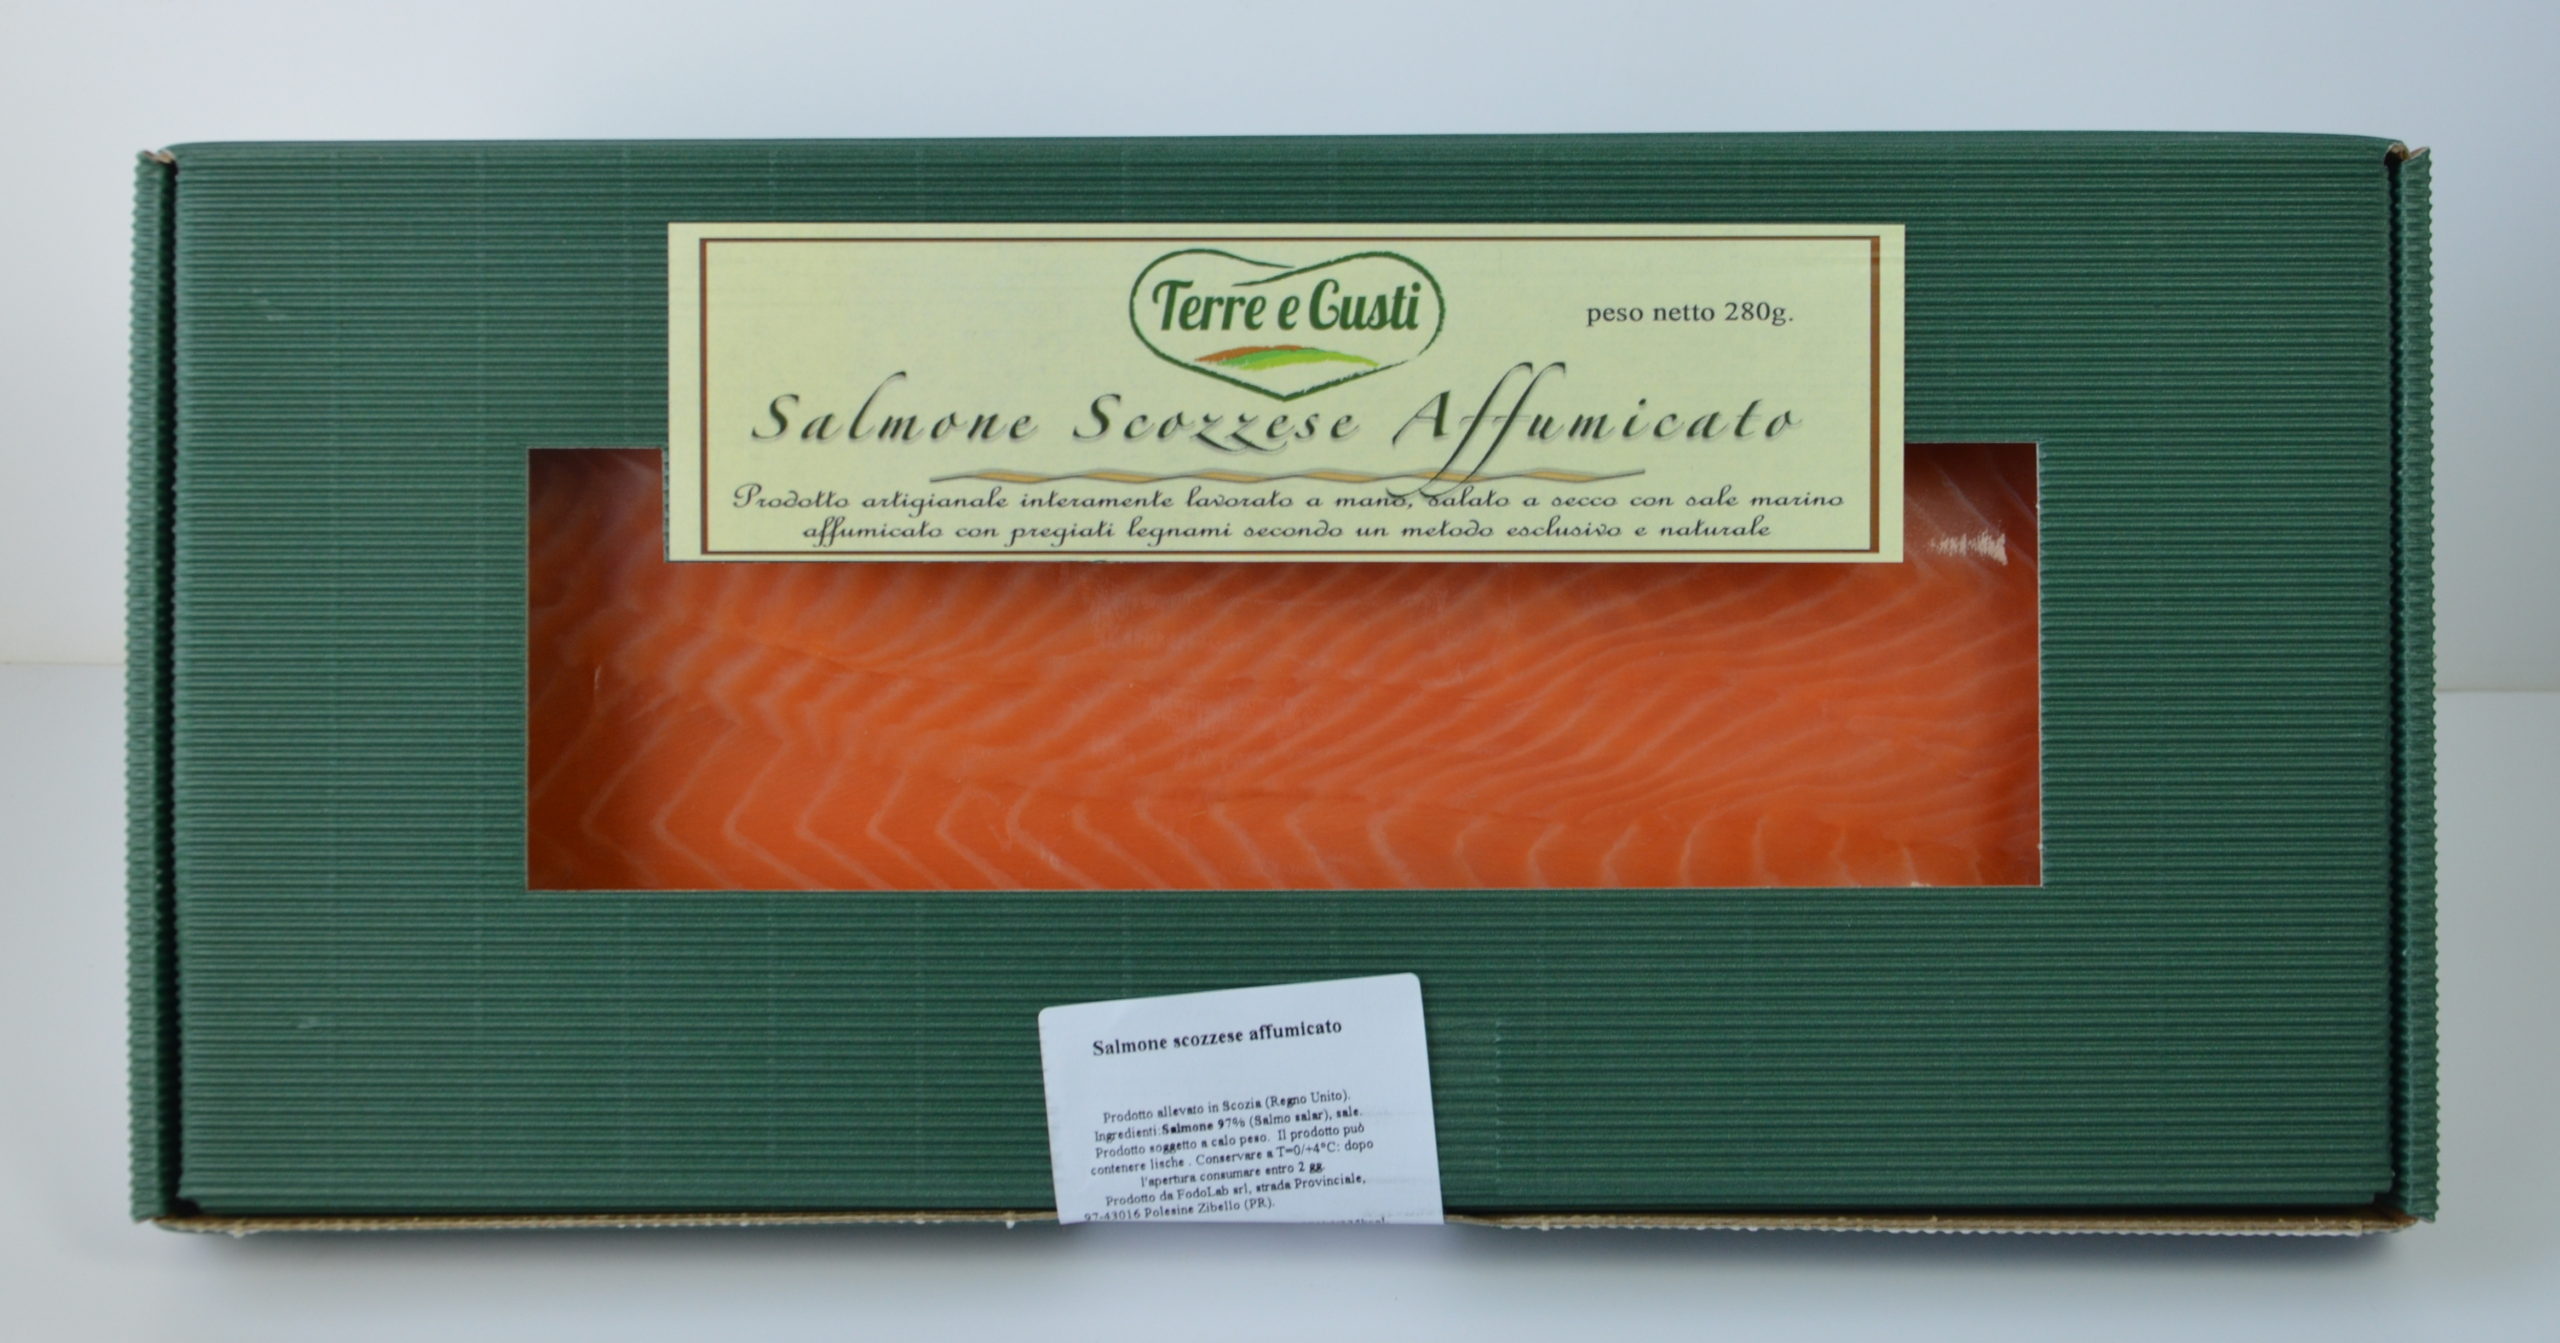 Terre e Gusti
peso netto 280g.
Salmone Scozzese Affumicato
Prodotto artigianale interamente lavorato a mano, salato a secco con sale marino
affumicato con pregiati legnami secondo un metodo esclusivo e naturale
Salmone scozzese affumicato
Prodotto allevato in Scozia (Regno Unito).
Ingredienti:Salmone 97% (Salmo salar), sale.
Prodotto soggetto a calo peso. Il prodotto può
contenere lische . Conservare a T=0/+4°C: dopo
l'apertura consumare entro 2 gg.
Prodotto da FodoLab srl, strada Provinciale,
97-43016 Polesine Zibello (PR).